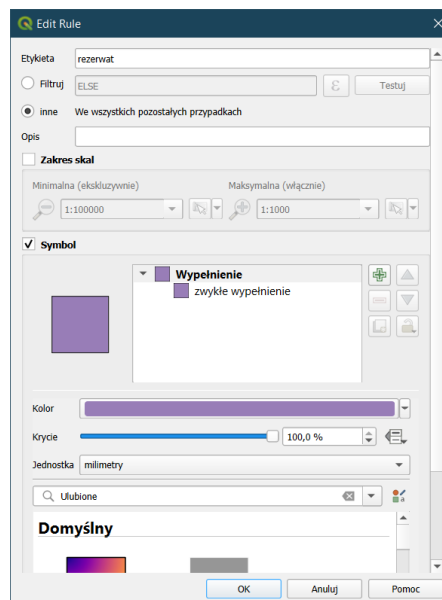 Edit Rule
Etykieta rezerwat
Filtruj ELSE ε Testuj
inne We wszystkich pozostałych przypadkach
Opis
Zakres skal
Minimalna (ekskluzywnie) Maksymalna (włącznie)
1:100000 1:1000
Symbol
Wypełnienie
zwykłe wypełnienie
Kolor
Krycie 100,0 %
Jednostka milimetry
Ulubione
Domyślny
OK Anuluj Pomoc